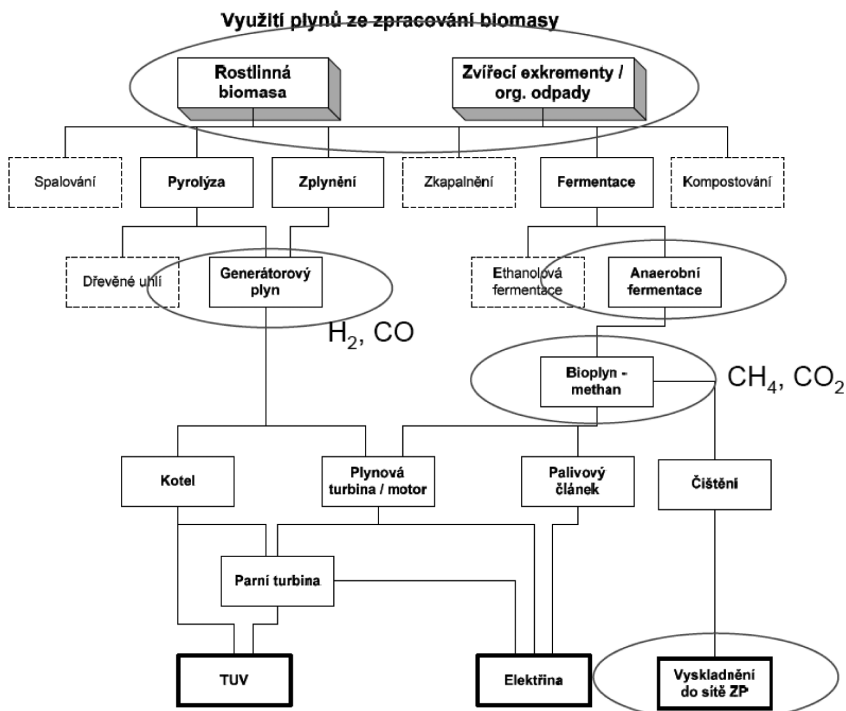 Využití plynů ze zpracování biomasy
Rostlinná
biomasa
Zvířecí exkrementy /
org. odpady
Spalování
Pyrolýza
Zplynění
Zkapalnění
Fermentace
Kompostování
Dřevěné uhlí
Generátorový
plyn
Ethanolová
fermentace
Anaerobní
fermentace
H₂, CO
Bioplyn -
methan
CH₄, CO₂
Kotel
Plynová
turbina / motor
Palivový
článek
Čištění
Parní turbina
TUV
Elektřina
Vyskladnění
do sítě ZP